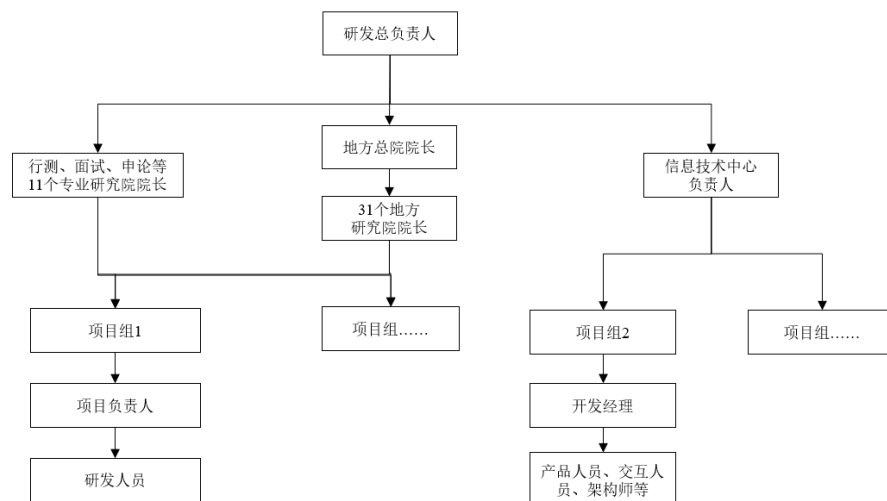 研发总负责人
行测、面试、申论等
11个专业研究院院长
地方总院院长
信息技术中心
负责人
31个地方
研究院院长
项目组1
项目组……
项目组2
项目组……
项目负责人
开发经理
研发人员
产品人员、交互人
员、架构师等